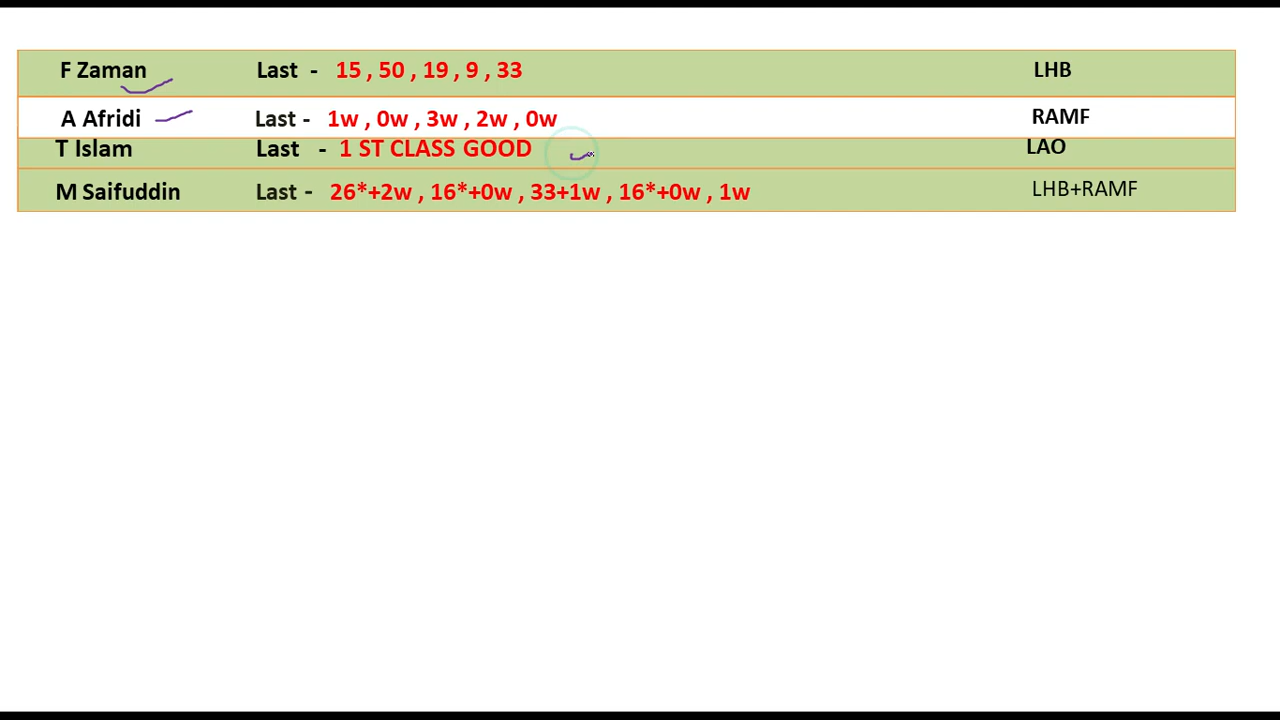 F Zaman Last - 15 , 50 , 19 , 9 , 33 LHB
A Afridi Last - 1w , 0w , 3w , 2w , 0w RAMF
T Islam Last - 1 ST CLASS GOOD LAO
M Saifuddin Last - 26*+2w , 16*+0w , 33+1w , 16*+0w , 1w LHB+RAMF